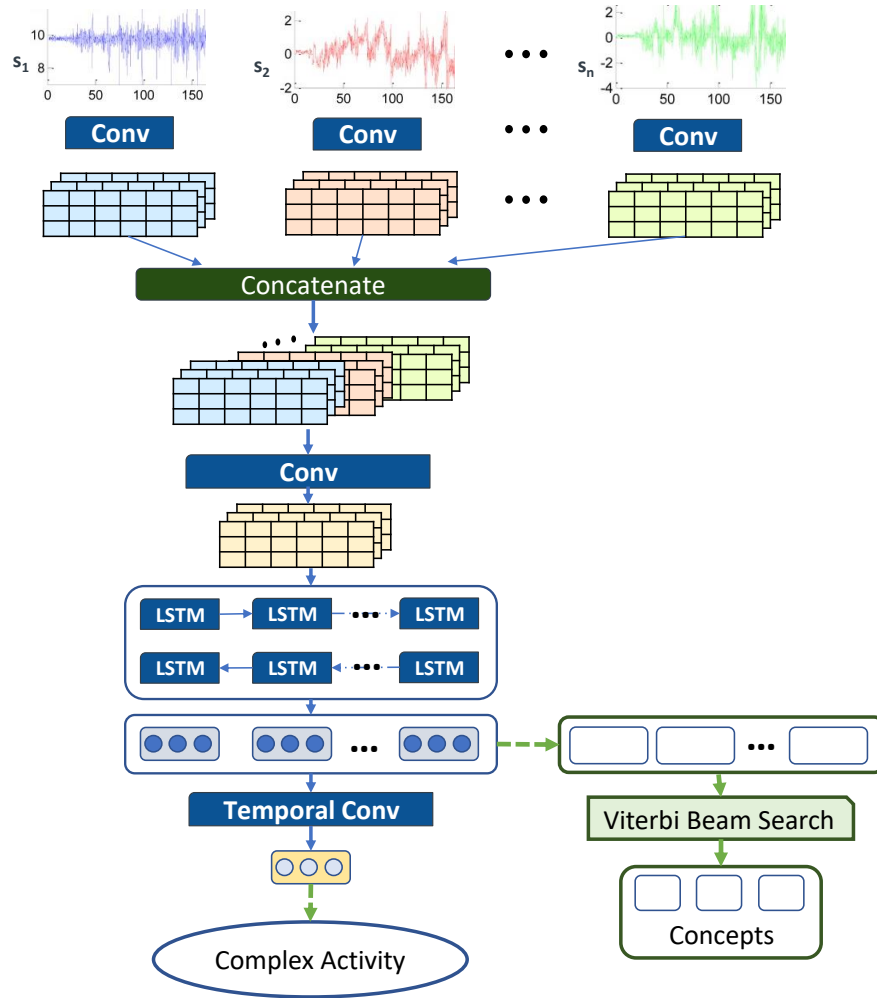 10
8
S1
0 50 100 150
2
0
-2
S2
0 50 100 150
2
0
-2
-4
Sn
0 50 100 150
Conv
Conv
Conv
Concatenate
Conv
LSTM LSTM LSTM
LSTM LSTM LSTM
Temporal Conv
Viterbi Beam Search
Concepts
Complex Activity